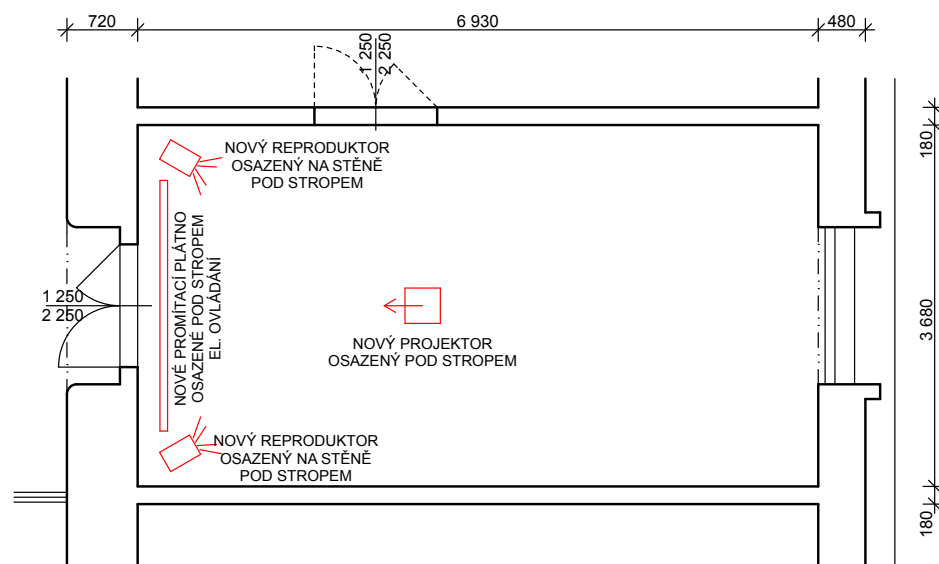 720
6 930
480
1 250
2 250
180
NOVÝ REPRODUKTOR
OSAZENÝ NA STĚNĚ
POD STROPEM
NOVÉ PROMÍTACÍ PLÁTNO
OSAZENÉ POD STROPEM
EL. OVLÁDÁNÍ
1 250
2 250
3 680
NOVÝ PROJEKTOR
OSAZENÝ POD STROPEM
NOVÝ REPRODUKTOR
OSAZENÝ NA STĚNĚ
POD STROPEM
180